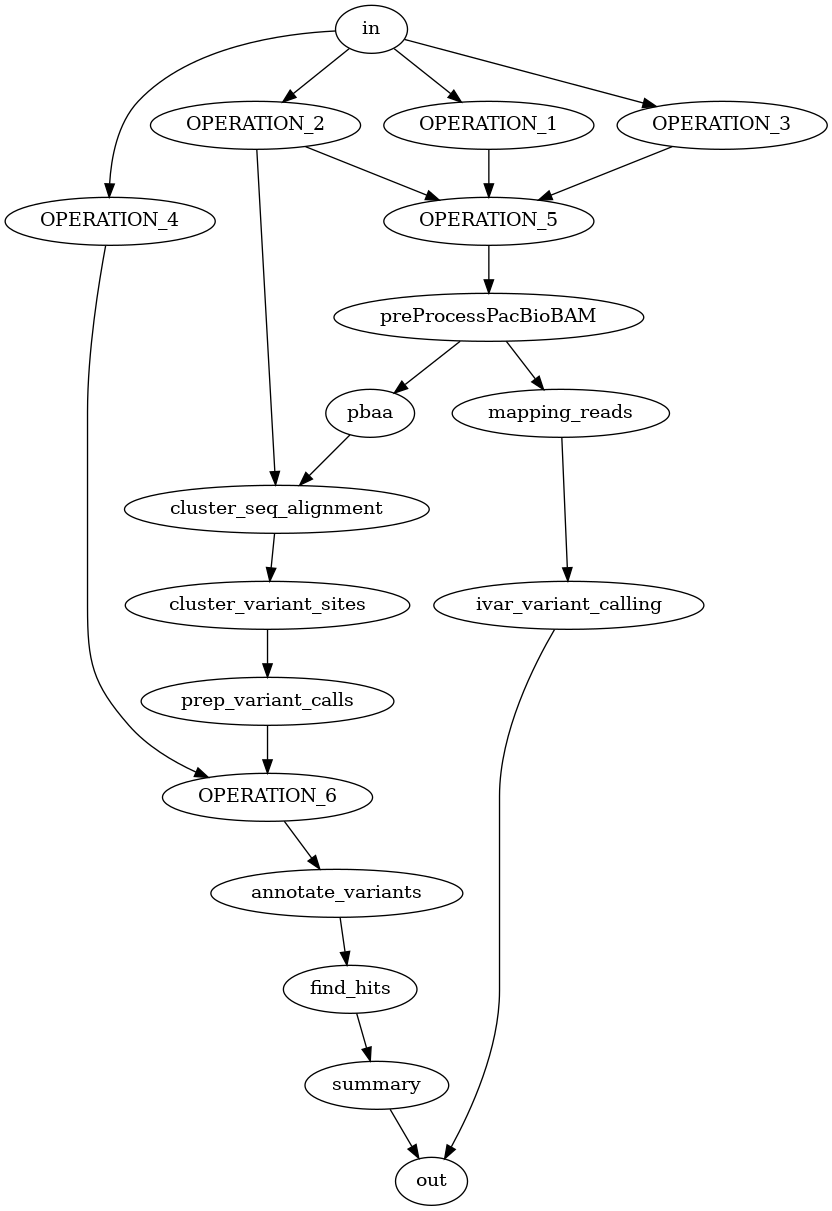 in
OPERATION_2
OPERATION_1
OPERATION_3
OPERATION_4
OPERATION_5
preProcessPacBioBAM
pbaa
mapping_reads
cluster_seq_alignment
cluster_variant_sites
ivar_variant_calling
prep_variant_calls
OPERATION_6
annotate_variants
find_hits
summary
out